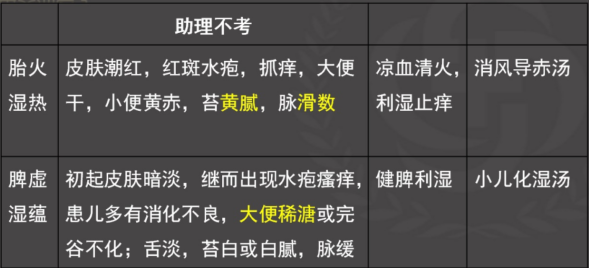 助理不考
胎火
湿热
皮肤潮红，红斑水疱，抓痒，大便
干，小便黄赤，苔黄腻，脉滑数
凉血清火，
利湿止痒
消风导赤汤
脾虚
湿蕴
初起皮肤暗淡，继而出现水疱瘙痒，
患儿多有消化不良，大便稀溏或完
谷不化；舌淡，苔白或白腻，脉缓
健脾利湿
小儿化湿汤